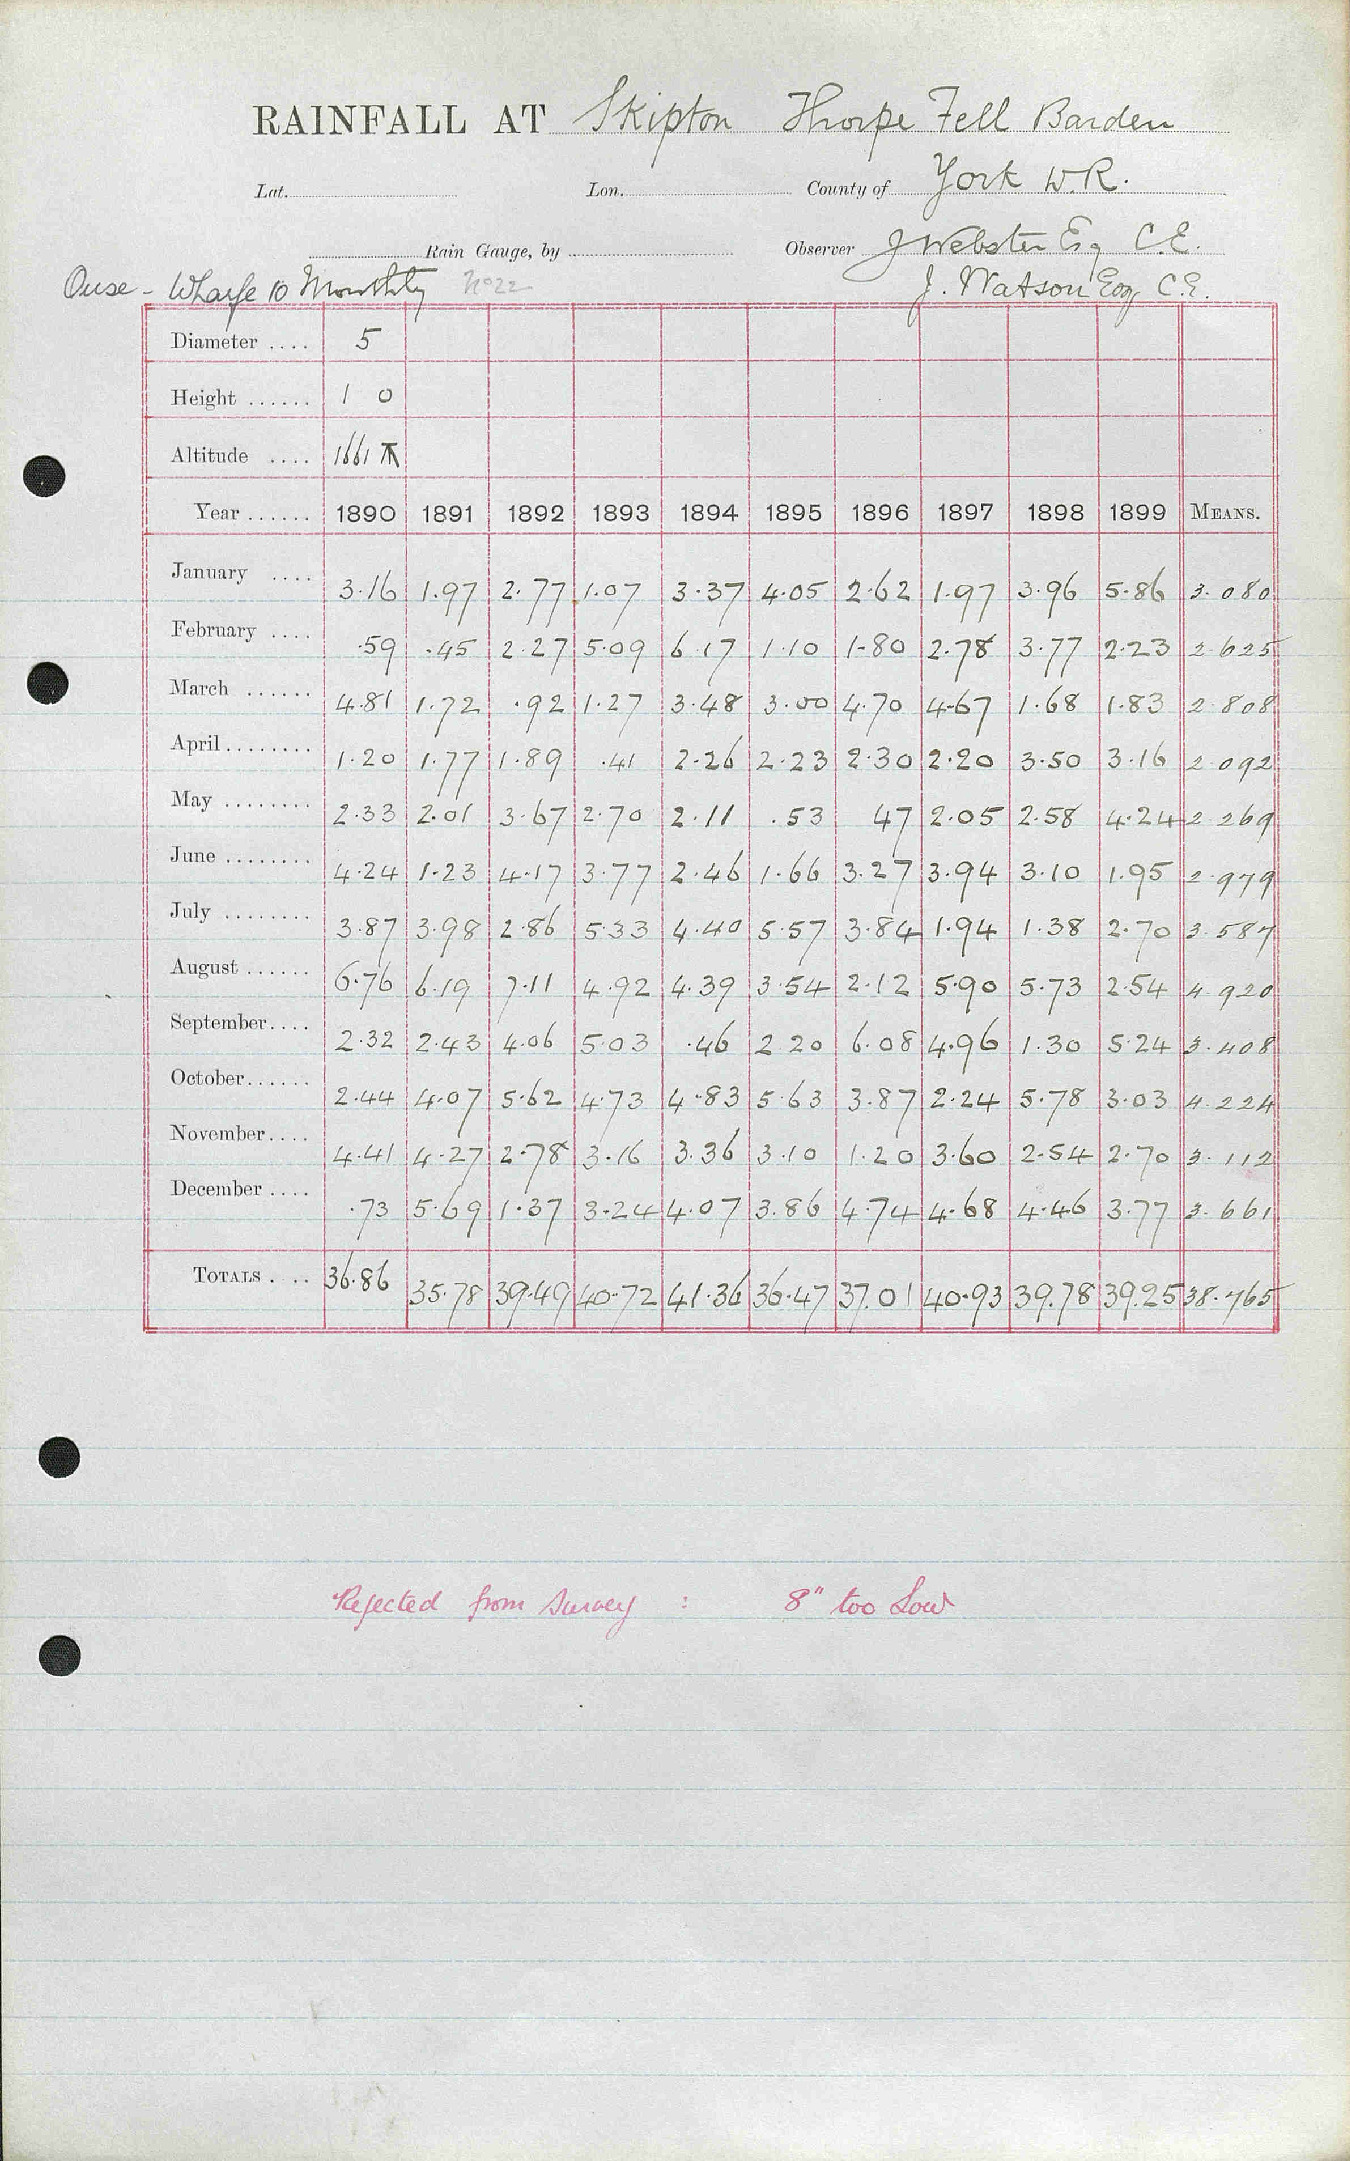 RAINFALL AT Skipton Thorpe Fell Barden
Lat. Lon. County of York W.R.
Rain Gauge, by Observer J Webster Esq C.E.
Ouse - Wharfe 10 Monthly No 22 J. Watson Esq C.E.
Diameter .... 5
Height ...... 1 0
Altitude .... 1661
Year ...... 1890 1891 1892 1893 1894 1895 1896 1897 1898 1899 MEANS.
January .... 3.16 1.97 2.77 1.07 3.37 4.05 2.62 1.97 3.96 5.86 3.080
February .... .59 .45 2.27 5.09 6.17 1.10 1.80 2.78 3.77 2.23 2.625
March ...... 4.81 1.72 .92 1.27 3.48 3.00 4.70 4.67 1.68 1.83 2.808
April ........ 1.20 1.77 1.89 .41 2.26 2.23 2.30 2.20 3.50 3.16 2.092
May ........ 2.33 2.01 3.67 2.70 2.11 .53 47 2.05 2.58 4.24 2.269
June ........ 4.24 1.23 4.17 3.77 2.46 1.66 3.27 3.94 3.10 1.95 2.979
July ........ 3.87 3.98 2.86 5.33 4.40 5.57 3.84 1.94 1.38 2.70 3.587
August ...... 6.76 6.19 7.11 4.92 4.39 3.54 2.12 5.90 5.73 2.54 4.920
September.... 2.32 2.43 4.06 5.03 .46 2.20 6.08 4.96 1.30 5.24 3.408
October...... 2.44 4.07 5.62 4.73 4.83 5.63 3.87 2.24 5.78 3.03 4.224
November.... 4.41 4.27 2.78 3.16 3.36 3.10 1.20 3.60 2.54 2.70 3.112
December .... .73 5.69 1.37 3.24 4.07 3.86 4.74 4.68 4.46 3.77 3.661
TOTALS . ... 36.86 35.78 39.49 40.72 41.36 36.47 37.01 40.93 39.78 39.25 38.765
Rejected from Survey : 8" too Low